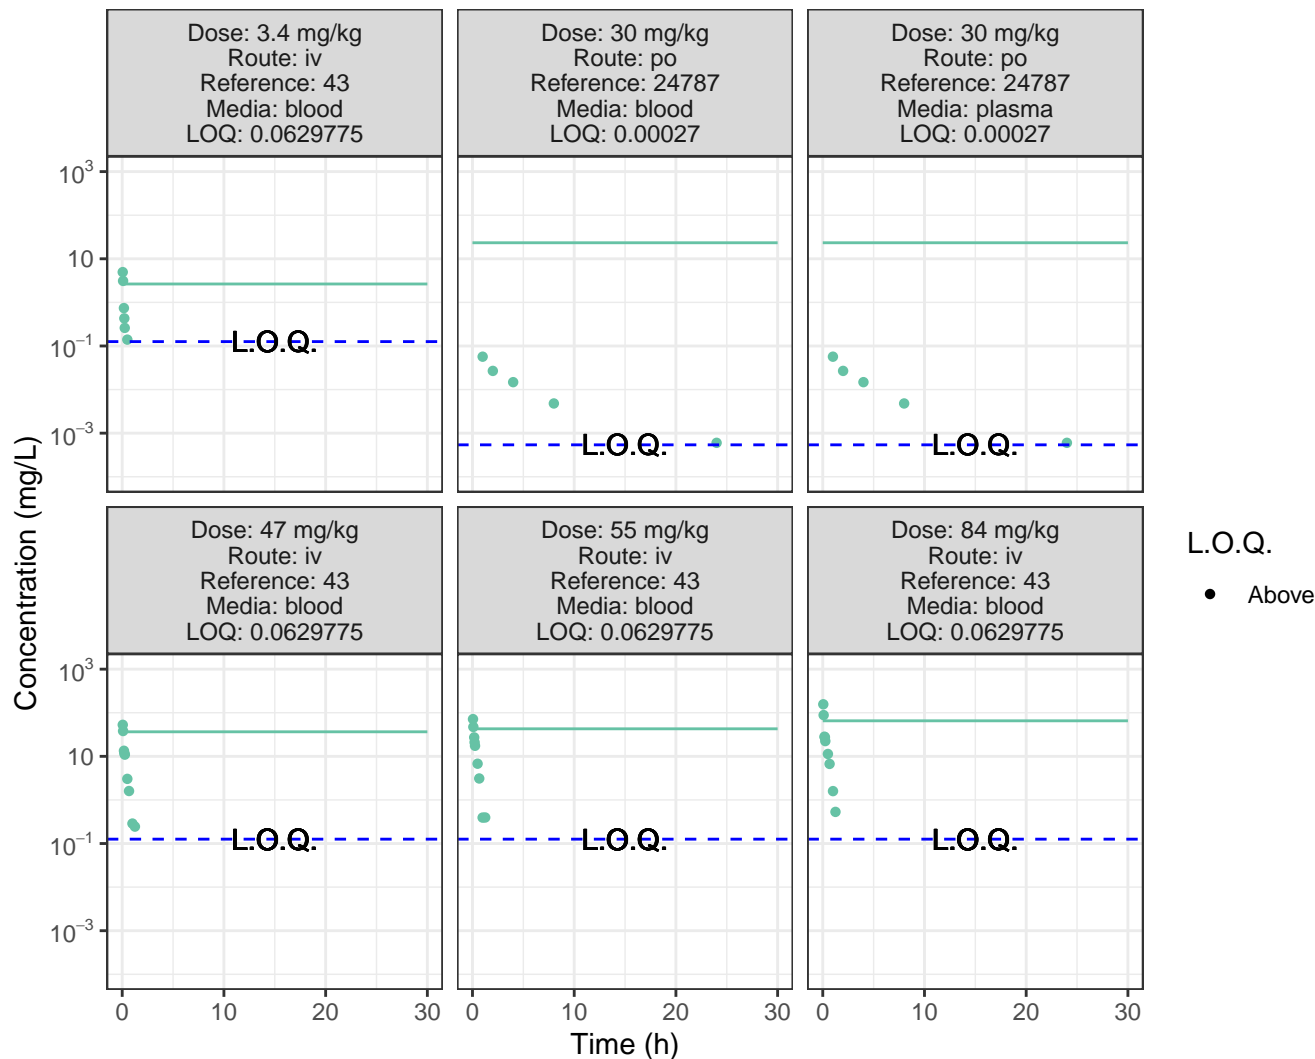 Dose: 3.4 mg/kg
Route: iv
Reference: 43
Media: blood
LOQ: 0.0629775
Dose: 30 mg/kg
Route: po
Reference: 24787
Media: blood
LOQ: 0.00027
Dose: 30 mg/kg
Route: po
Reference: 24787
Media: plasma
LOQ: 0.00027
10³
10
10⁻¹
10⁻³
L.O.Q.
L.O.Q.
L.O.Q.
Dose: 47 mg/kg
Route: iv
Reference: 43
Media: blood
LOQ: 0.0629775
Dose: 55 mg/kg
Route: iv
Reference: 43
Media: blood
LOQ: 0.0629775
Dose: 84 mg/kg
Route: iv
Reference: 43
Media: blood
LOQ: 0.0629775
10³
10
10⁻¹
10⁻³
L.O.Q.
L.O.Q.
L.O.Q.
0 10 20 30
0 10 20 30
0 10 20 30
Time (h)
Concentration (mg/L)
L.O.Q.
Above